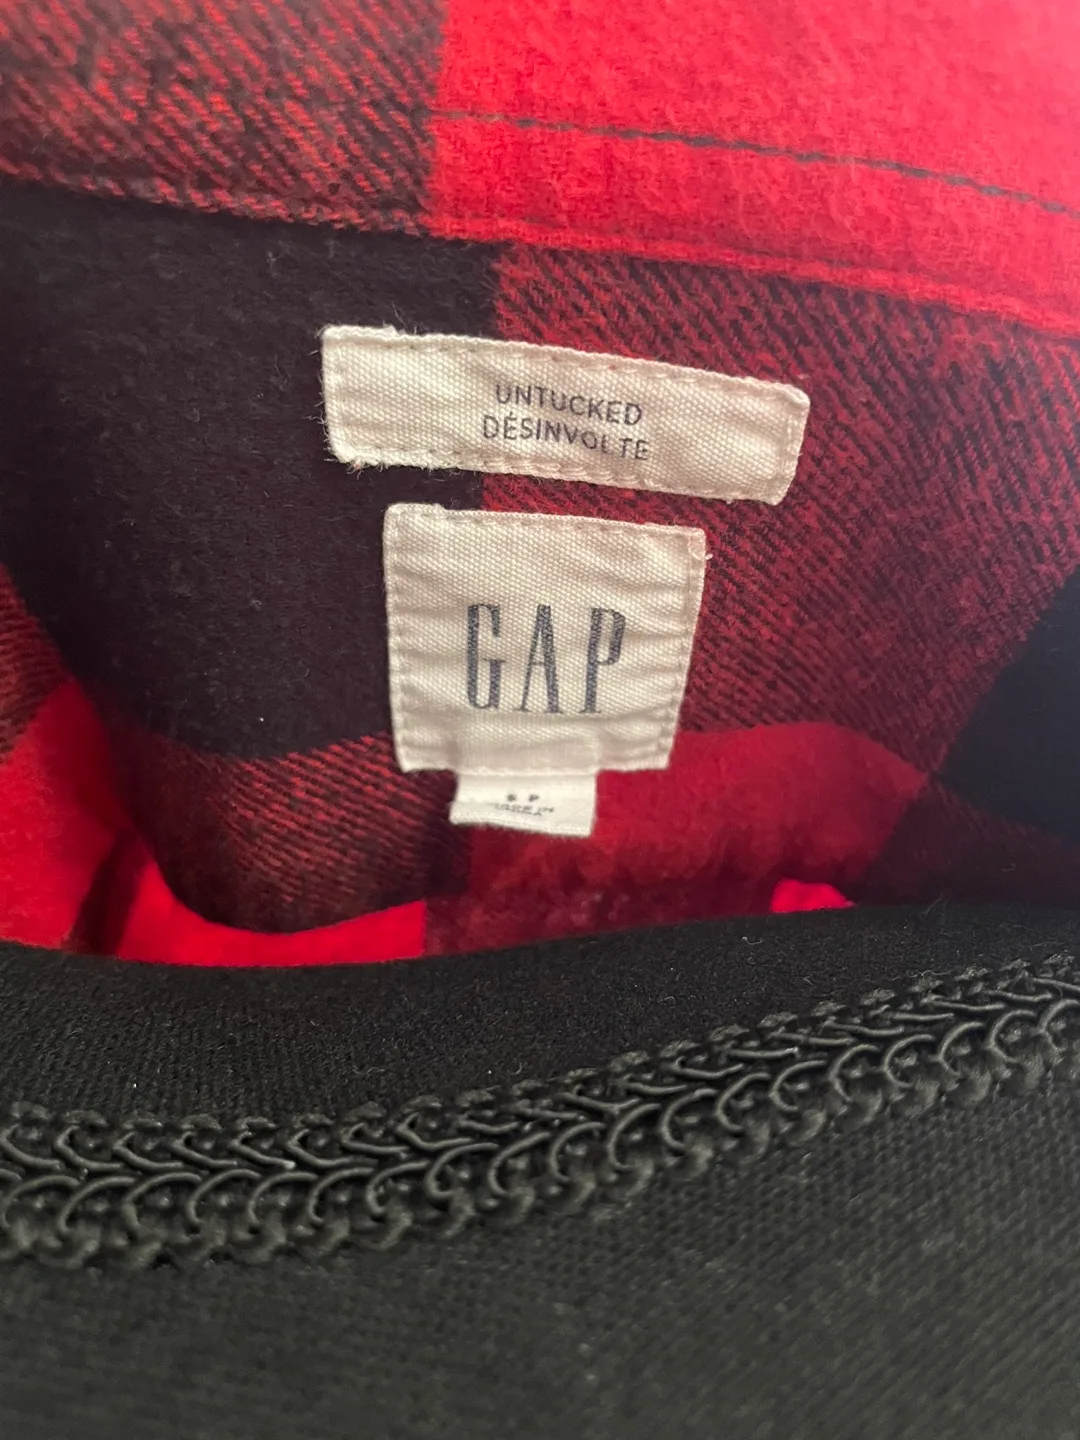 UNTUCKED
DÉSINVOLTE
GAP
S P